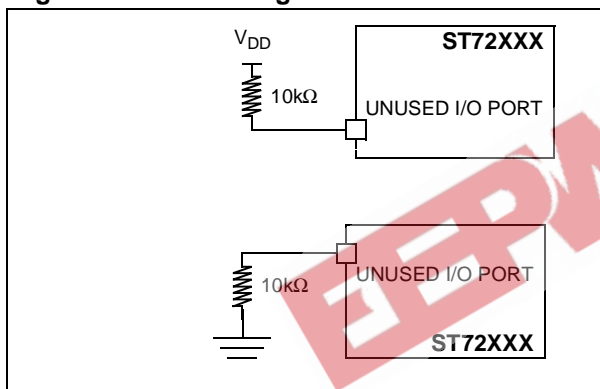 V_DD
ST72XXX
10kΩ
UNUSED I/O PORT
UNUSED I/O PORT
10kΩ
ST72XXX